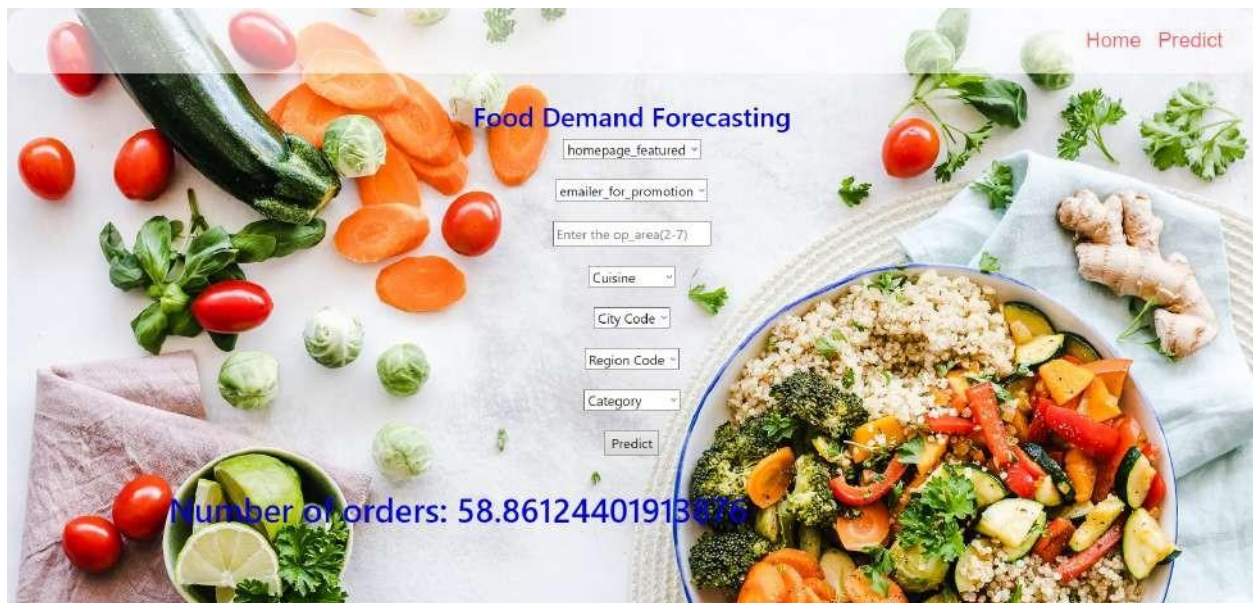 Home Predict
Food Demand Forecasting
homepage_featured
emailer_for_promotion
Enter the op_area(2-7)
Cuisine
City Code
Region Code
Category
Predict
Number of orders: 58.86124401913876